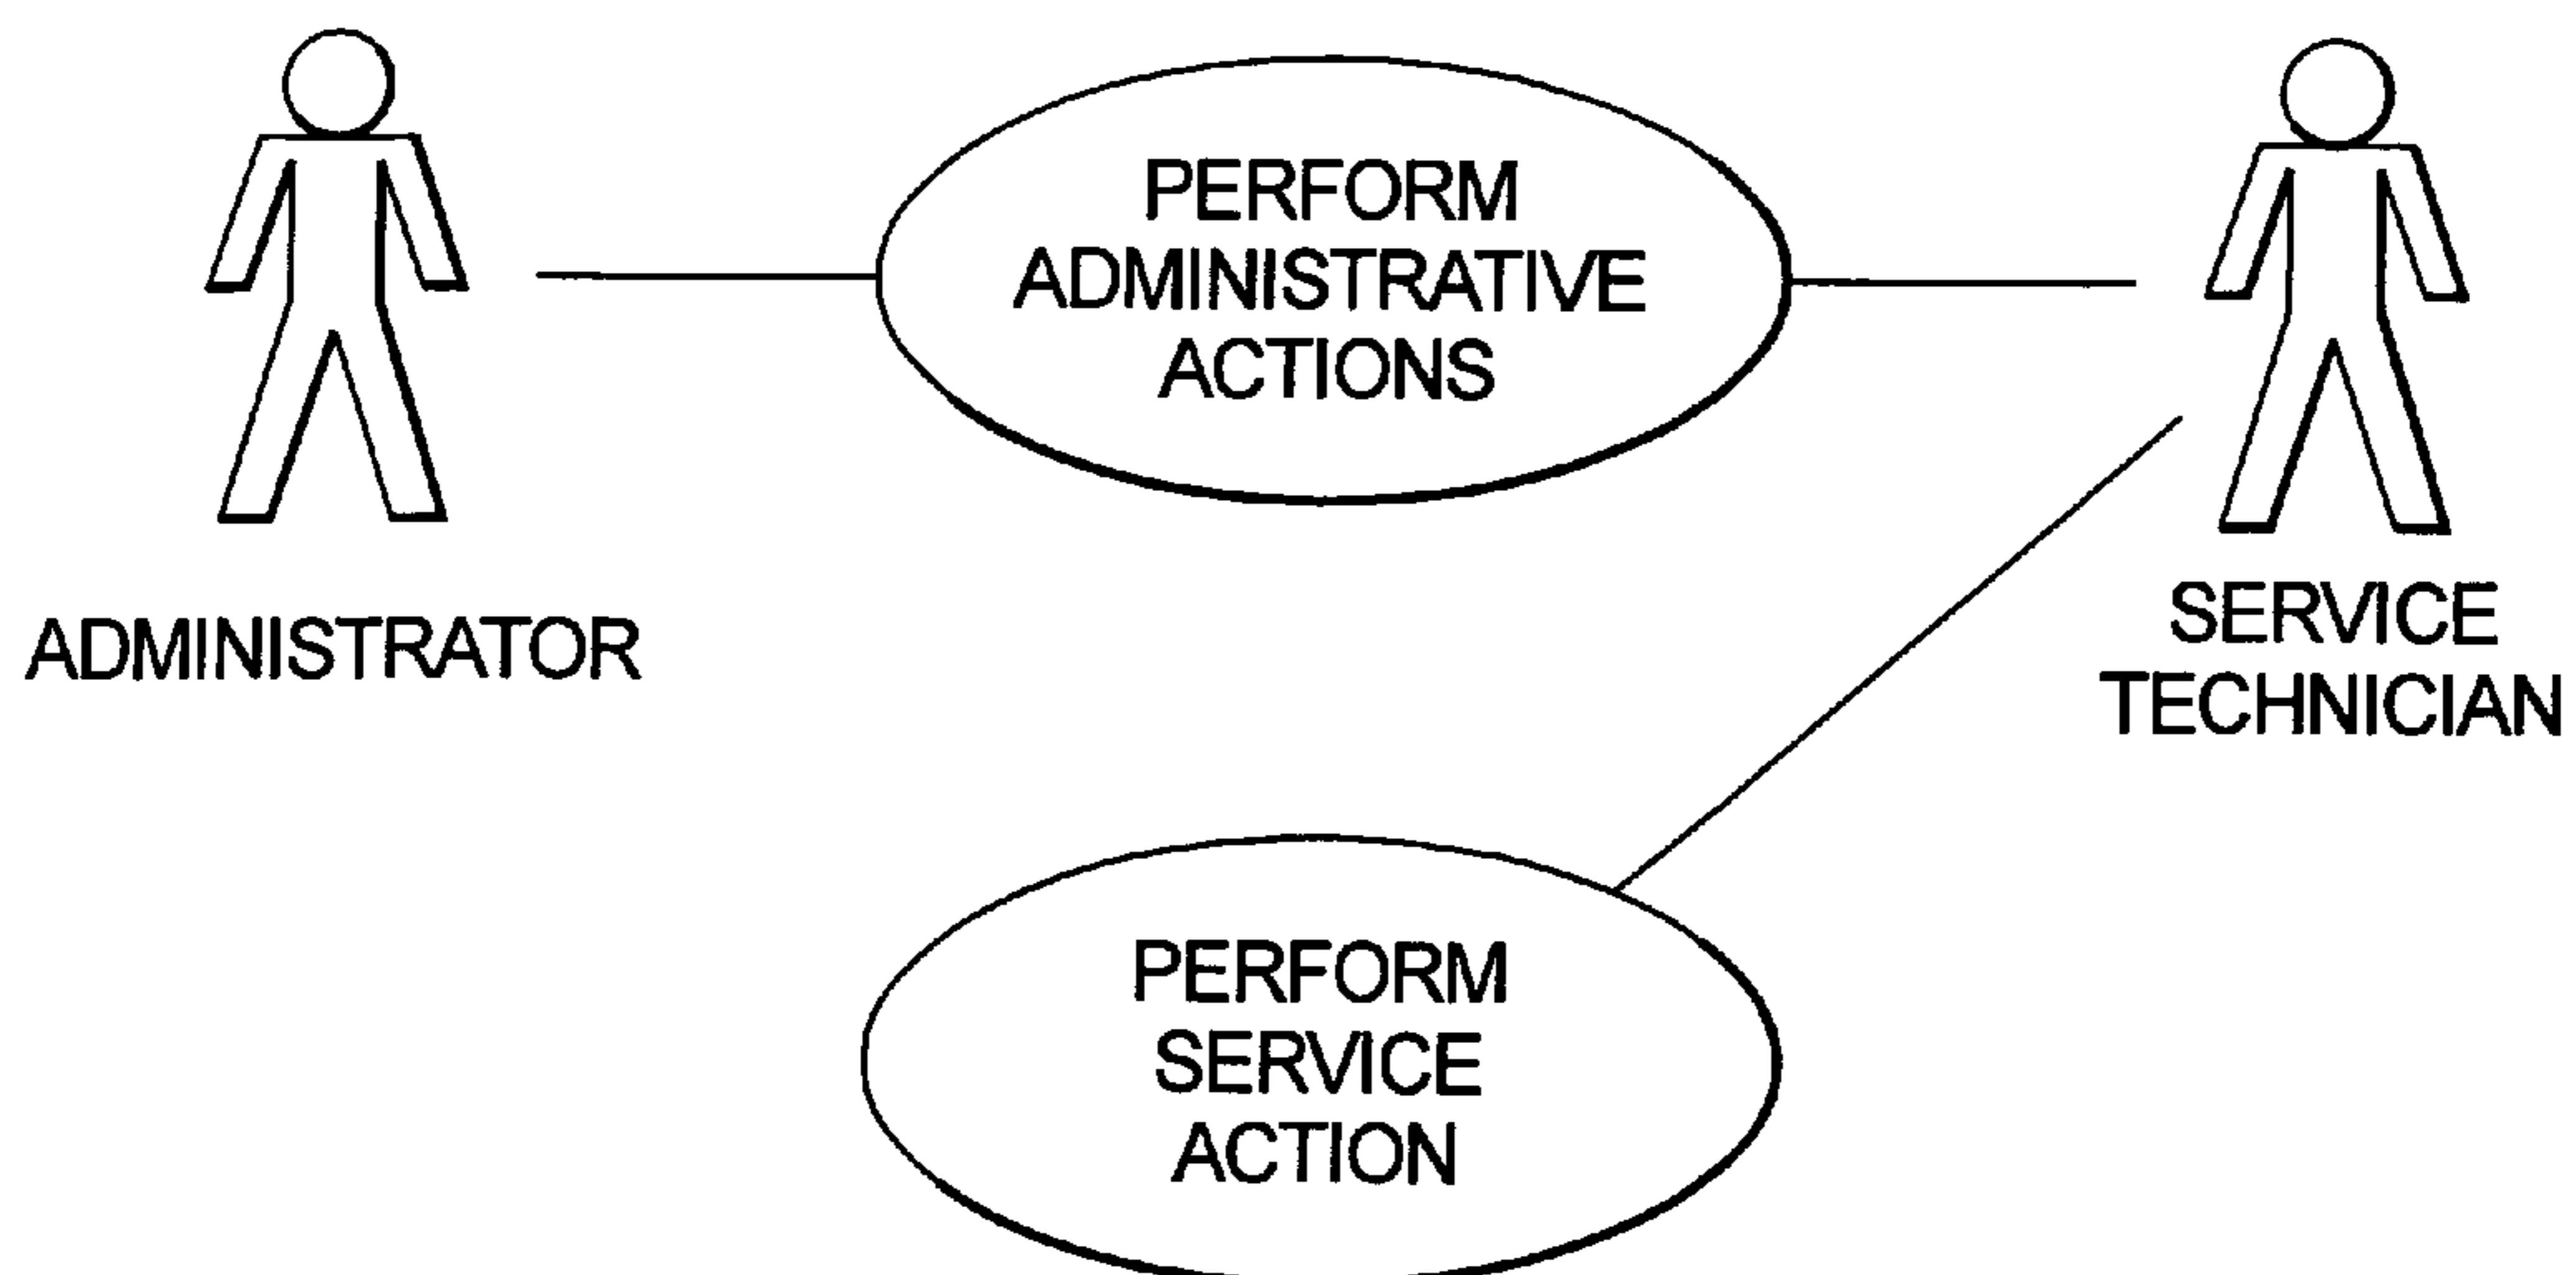 PERFORM
ADMINISTRATIVE
ACTIONS
ADMINISTRATOR
SERVICE
TECHNICIAN
PERFORM
SERVICE
ACTION